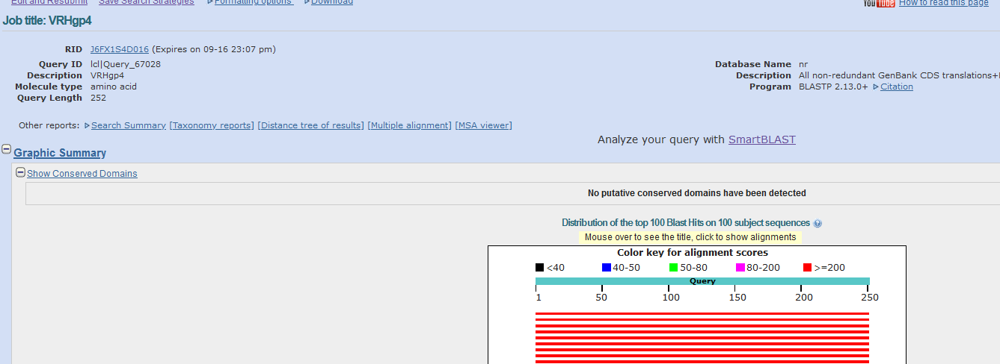 Edit and Resubmit Save Search Strategies Formatting options Download
You Tube How to read this page
Job title: VRHgp4
RID J6FX1S4D016 (Expires on 09-16 23:07 pm)
Query ID lcl|Query_67028
Description VRHgp4
Molecule type amino acid
Query Length 252
Database Name nr
Description All non-redundant GenBank CDS translations+
Program BLASTP 2.13.0+ Citation
Other reports: Search Summary [Taxonomy reports] [Distance tree of results] [Multiple alignment] [MSA viewer]
Analyze your query with SmartBLAST
Graphic Summary
Show Conserved Domains
No putative conserved domains have been detected
Distribution of the top 100 Blast Hits on 100 subject sequences
Mouse over to see the title, click to show alignments
Color key for alignment scores
<40 40-50 50-80 80-200 >=200
Query
1 50 100 150 200 250